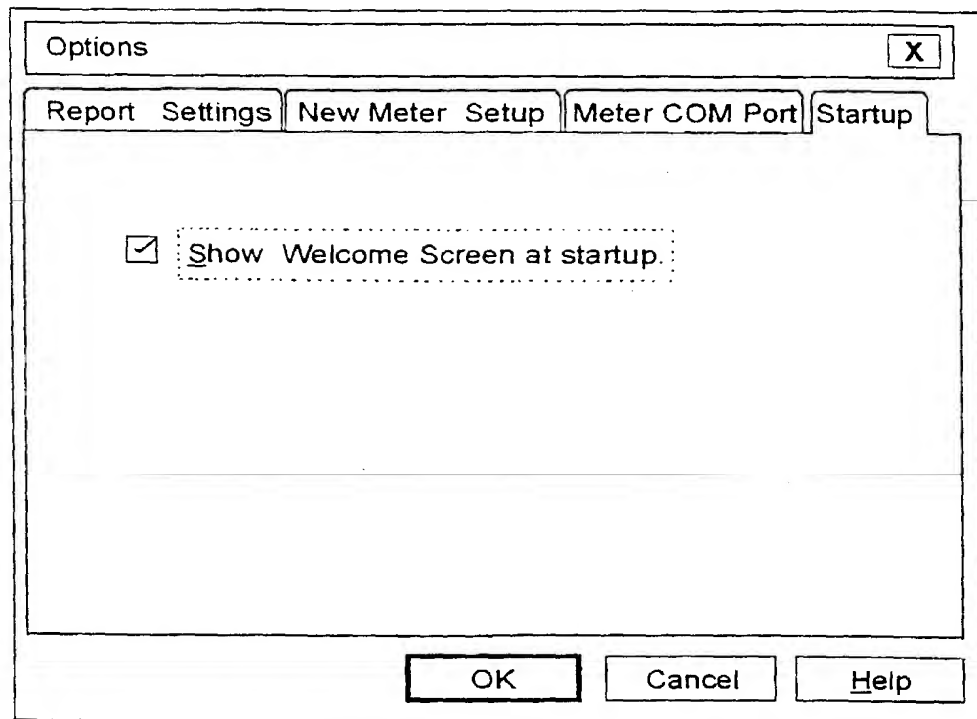 Options X
Report Settings New Meter Setup Meter COM Port Startup
Show Welcome Screen at startup.
OK Cancel Help